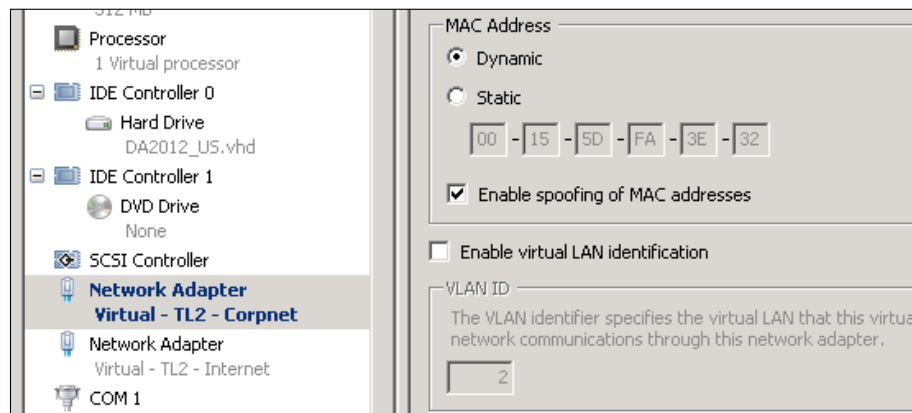 512 MB
Processor
1 Virtual processor
IDE Controller 0
Hard Drive
DA2012_US.vhd
IDE Controller 1
DVD Drive
None
SCSI Controller
Network Adapter
Virtual - TL2 - Corpnet
Network Adapter
Virtual - TL2 - Internet
COM 1
MAC Address
Dynamic
Static
00 - 15 - 5D - FA - 3E - 32
Enable spoofing of MAC addresses
Enable virtual LAN identification
VLAN ID
The VLAN identifier specifies the virtual LAN that this virtua
network communications through this network adapter.
2